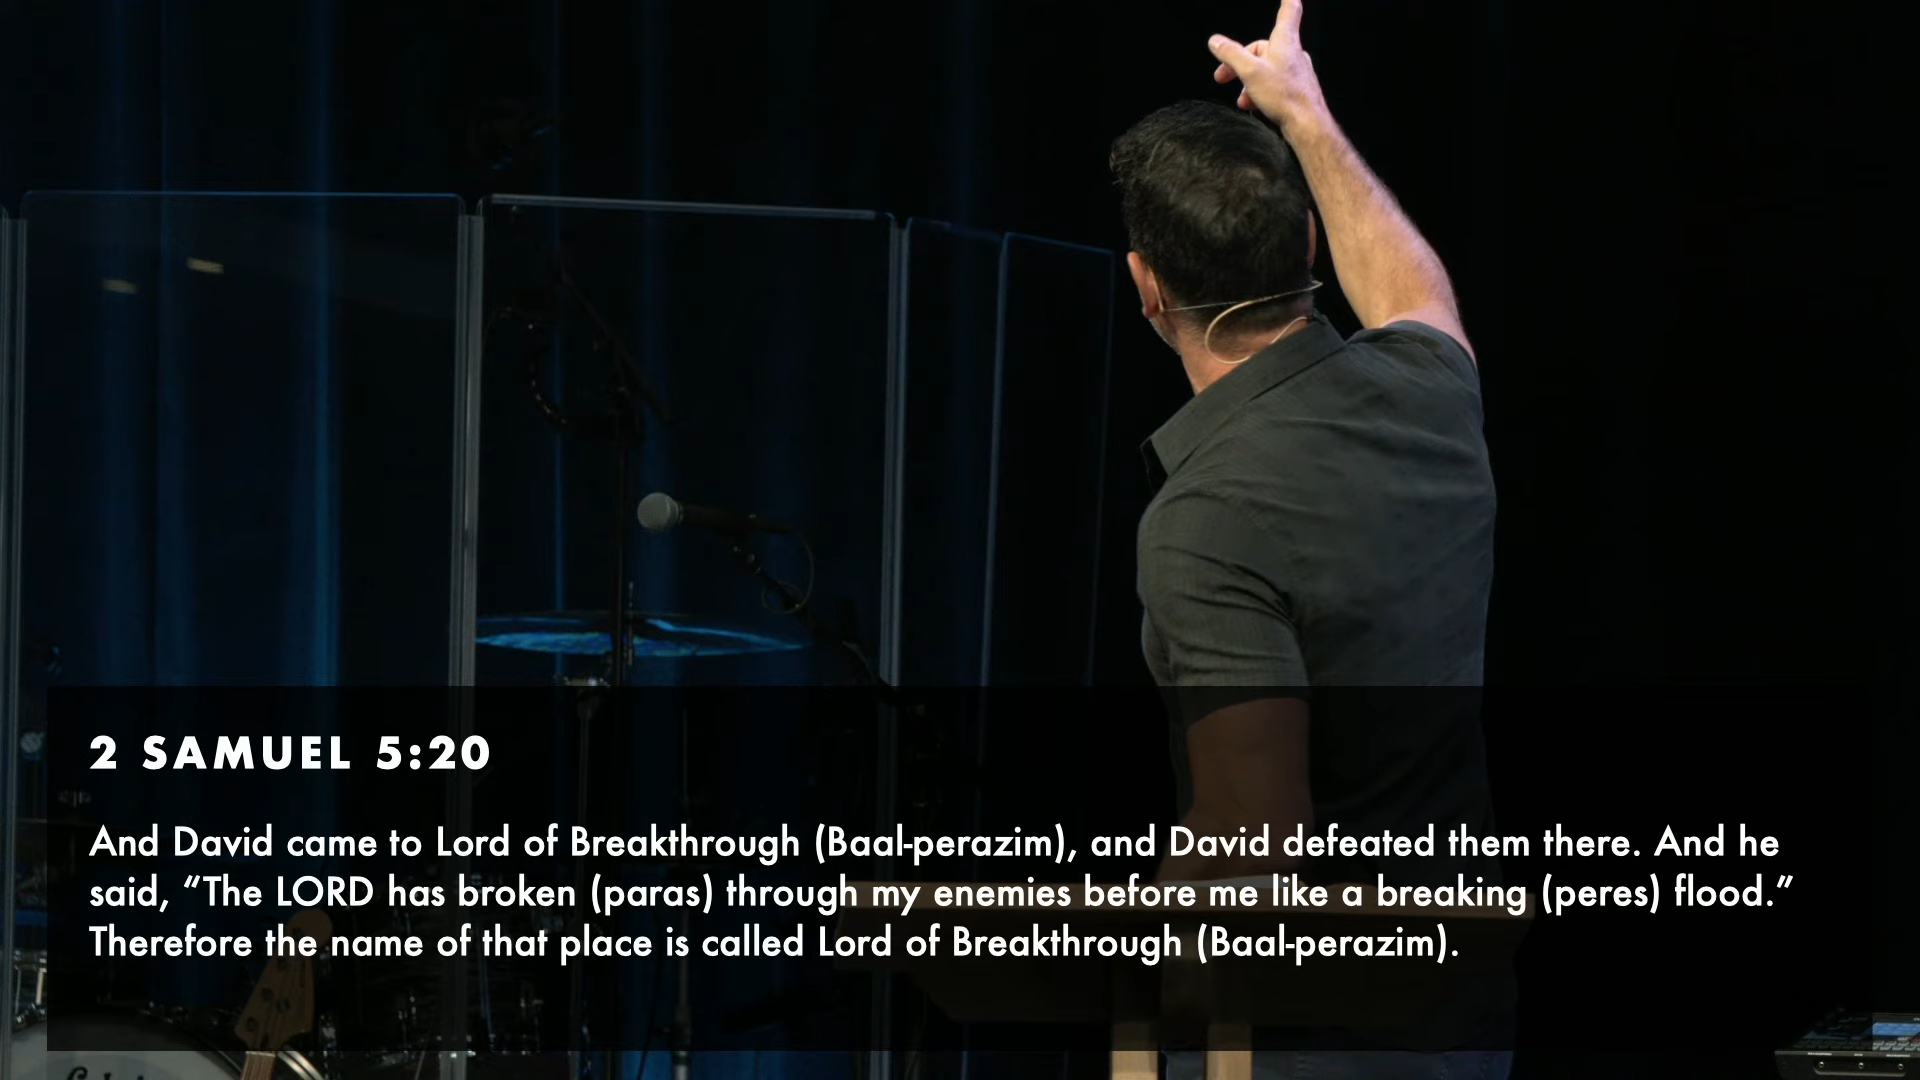 2 SAMUEL 5:20
And David came to Lord of Breakthrough (Baal-perazim), and David defeated them there. And he
said, “The LORD has broken (paras) through my enemies before me like a breaking (peres) flood.”
Therefore the name of that place is called Lord of Breakthrough (Baal-perazim).